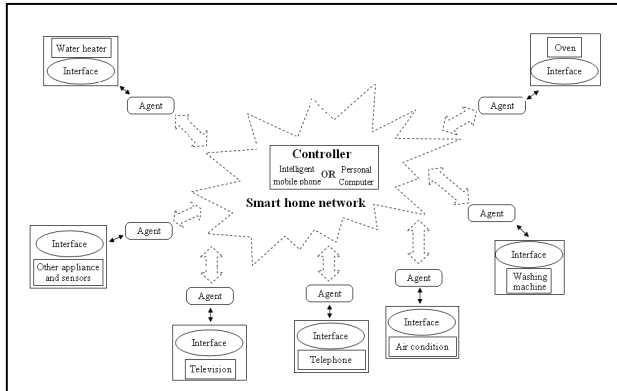 Water heater
Interface
Agent
Oven
Interface
Agent
Controller
Intelligent mobile phone
OR
Personal Computer
Smart home network
Agent
Interface
Other appliance
and sensors
Agent
Interface
Washing
machine
Agent
Interface
Television
Agent
Interface
Telephone
Agent
Interface
Air condition